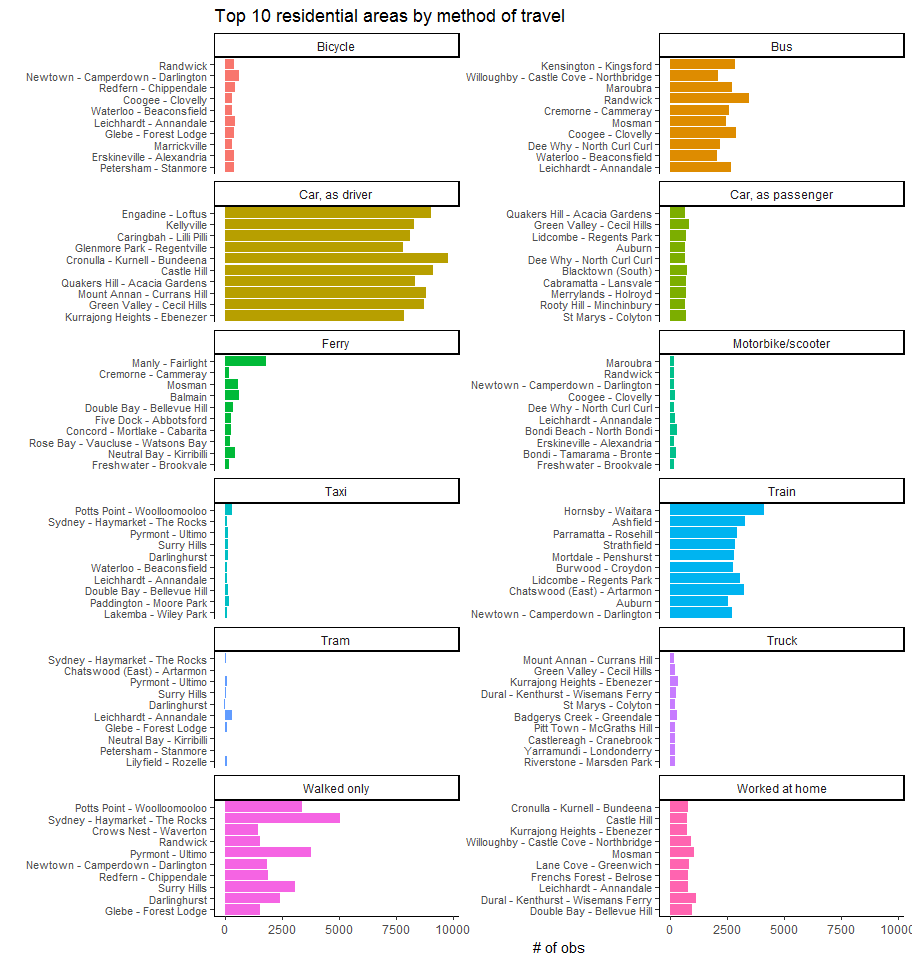 Top 10 residential areas by method of travel
Bicycle
Randwick
Newtown - Camperdown - Darlington
Redfern - Chippendale
Coogee - Clovelly
Waterloo - Beaconsfield
Leichhardt - Annandale
Glebe - Forest Lodge
Marrickville
Erskineville - Alexandria
Petersham - Stanmore
Bus
Kensington - Kingsford
Willoughby - Castle Cove - Northbridge
Maroubra
Randwick
Cremorne - Cammeray
Mosman
Coogee - Clovelly
Dee Why - North Curl Curl
Waterloo - Beaconsfield
Leichhardt - Annandale
Car, as driver
Engadine - Loftus
Kellyville
Caringbah - Lilli Pilli
Glenmore Park - Regentville
Cronulla - Kurnell - Bundeena
Castle Hill
Quakers Hill - Acacia Gardens
Mount Annan - Currans Hill
Green Valley - Cecil Hills
Kurrajong Heights - Ebenezer
Car, as passenger
Quakers Hill - Acacia Gardens
Green Valley - Cecil Hills
Lidcombe - Regents Park
Auburn
Dee Why - North Curl Curl
Blacktown (South)
Cabramatta - Lansvale
Merrylands - Holroyd
Rooty Hill - Minchinbury
St Marys - Colyton
Ferry
Manly - Fairlight
Cremorne - Cammeray
Mosman
Balmain
Double Bay - Bellevue Hill
Five Dock - Abbotsford
Concord - Mortlake - Cabarita
Rose Bay - Vaucluse - Watsons Bay
Neutral Bay - Kirribilli
Freshwater - Brookvale
Motorbike/scooter
Maroubra
Randwick
Newtown - Camperdown - Darlington
Coogee - Clovelly
Dee Why - North Curl Curl
Leichhardt - Annandale
Bondi Beach - North Bondi
Erskineville - Alexandria
Bondi - Tamarama - Bronte
Freshwater - Brookvale
Taxi
Potts Point - Woolloomooloo
Sydney - Haymarket - The Rocks
Pyrmont - Ultimo
Surry Hills
Darlinghurst
Waterloo - Beaconsfield
Leichhardt - Annandale
Double Bay - Bellevue Hill
Paddington - Moore Park
Lakemba - Wiley Park
Train
Hornsby - Waitara
Ashfield
Parramatta - Rosehill
Strathfield
Mortdale - Penshurst
Burwood - Croydon
Lidcombe - Regents Park
Chatswood (East) - Artarmon
Auburn
Newtown - Camperdown - Darlington
Tram
Sydney - Haymarket - The Rocks
Chatswood (East) - Artarmon
Pyrmont - Ultimo
Surry Hills
Darlinghurst
Leichhardt - Annandale
Glebe - Forest Lodge
Neutral Bay - Kirribilli
Petersham - Stanmore
Lilyfield - Rozelle
Truck
Mount Annan - Currans Hill
Green Valley - Cecil Hills
Kurrajong Heights - Ebenezer
Dural - Kenthurst - Wisemans Ferry
St Marys - Colyton
Badgerys Creek - Greendale
Pitt Town - McGraths Hill
Castlereagh - Cranebrook
Yarramundi - Londonderry
Riverstone - Marsden Park
Walked only
Potts Point - Woolloomooloo
Sydney - Haymarket - The Rocks
Crows Nest - Waverton
Randwick
Pyrmont - Ultimo
Newtown - Camperdown - Darlington
Redfern - Chippendale
Surry Hills
Darlinghurst
Glebe - Forest Lodge
Worked at home
Cronulla - Kurnell - Bundeena
Castle Hill
Kurrajong Heights - Ebenezer
Willoughby - Castle Cove - Northbridge
Mosman
Lane Cove - Greenwich
Frenchs Forest - Belrose
Leichhardt - Annandale
Dural - Kenthurst - Wisemans Ferry
Double Bay - Bellevue Hill
0 2500 5000 7500 10000
0 2500 5000 7500 10000
# of obs